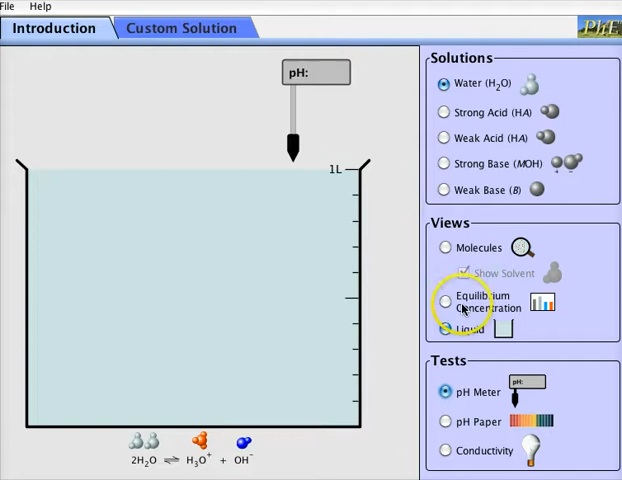 File Help
Introduction Custom Solution
PhE
pH:
1L
2H₂O ⇌ H₃O⁺ + OH⁻
Solutions
Water (H₂O)
Strong Acid (HA)
Weak Acid (HA)
Strong Base (MOH)
+ −
Weak Base (B)
Views
Molecules
Show Solvent
Equilibrium
Concentration
Liquid
Tests
pH Meter
pH:
pH Paper
Conductivity